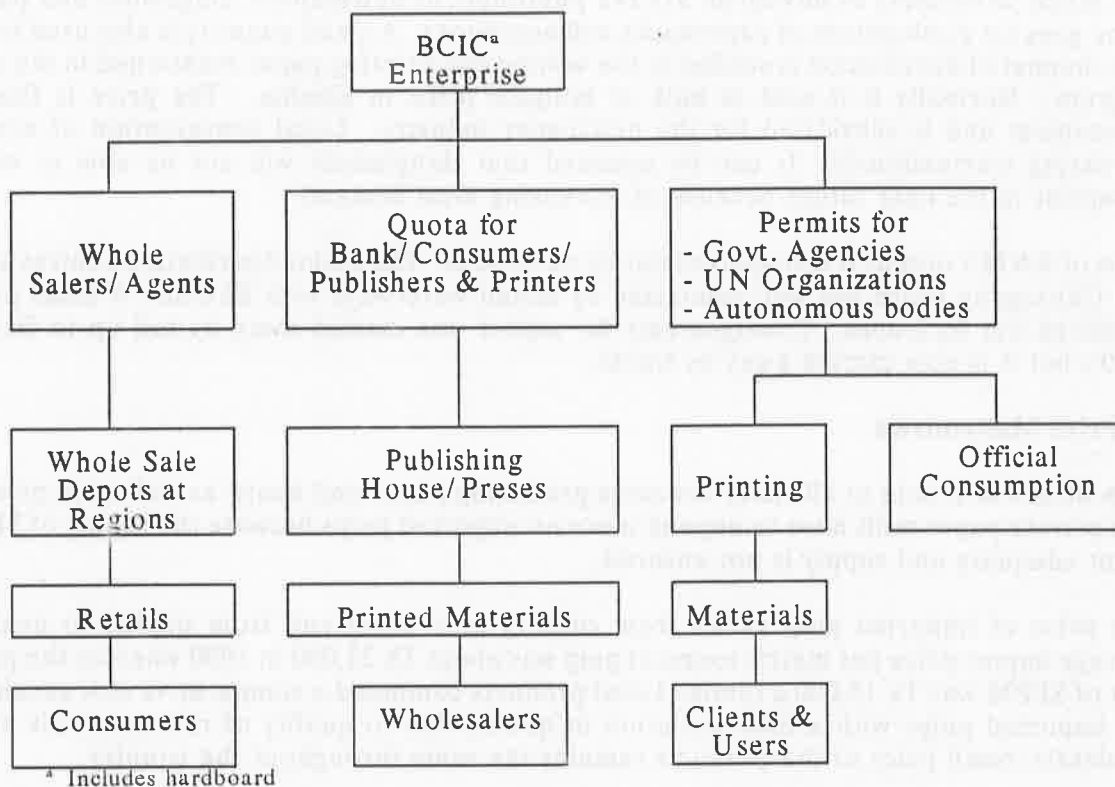 BCICᵃ
Enterprise
Whole
Salers/Agents
Quota for
Bank/Consumers/
Publishers & Printers
Permits for
- Govt. Agencies
- UN Organizations
- Autonomous bodies
Whole Sale
Depots at
Regions
Publishing
House/Preses
Printing
Official
Consumption
Retails
Printed Materials
Materials
Consumers
Wholesalers
Clients &
Users
ᵃ Includes hardboard